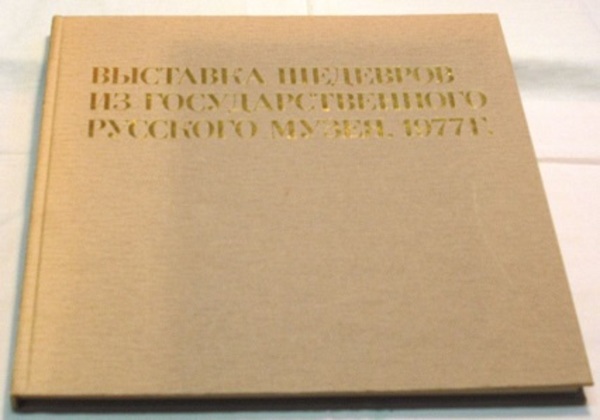 ВЫСТАВКА ШЕДЕВРОВ
ИЗ ГОСУДАРСТВЕННОГО
РУССКОГО МУЗЕЯ. 1977 Г.